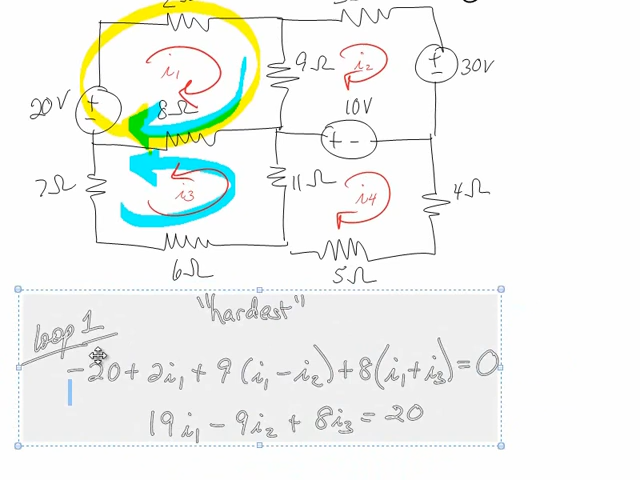 i₁
9Ω
i₂
30V
20V
8Ω
10V
7Ω
i3
11Ω
i4
4Ω
6Ω
5Ω
"hardest"
loop 1
-20 + 2i₁ + 9(i₁ - i₂) + 8(i₁ + i₃) = 0
19i₁ - 9i₂ + 8i₃ = 20